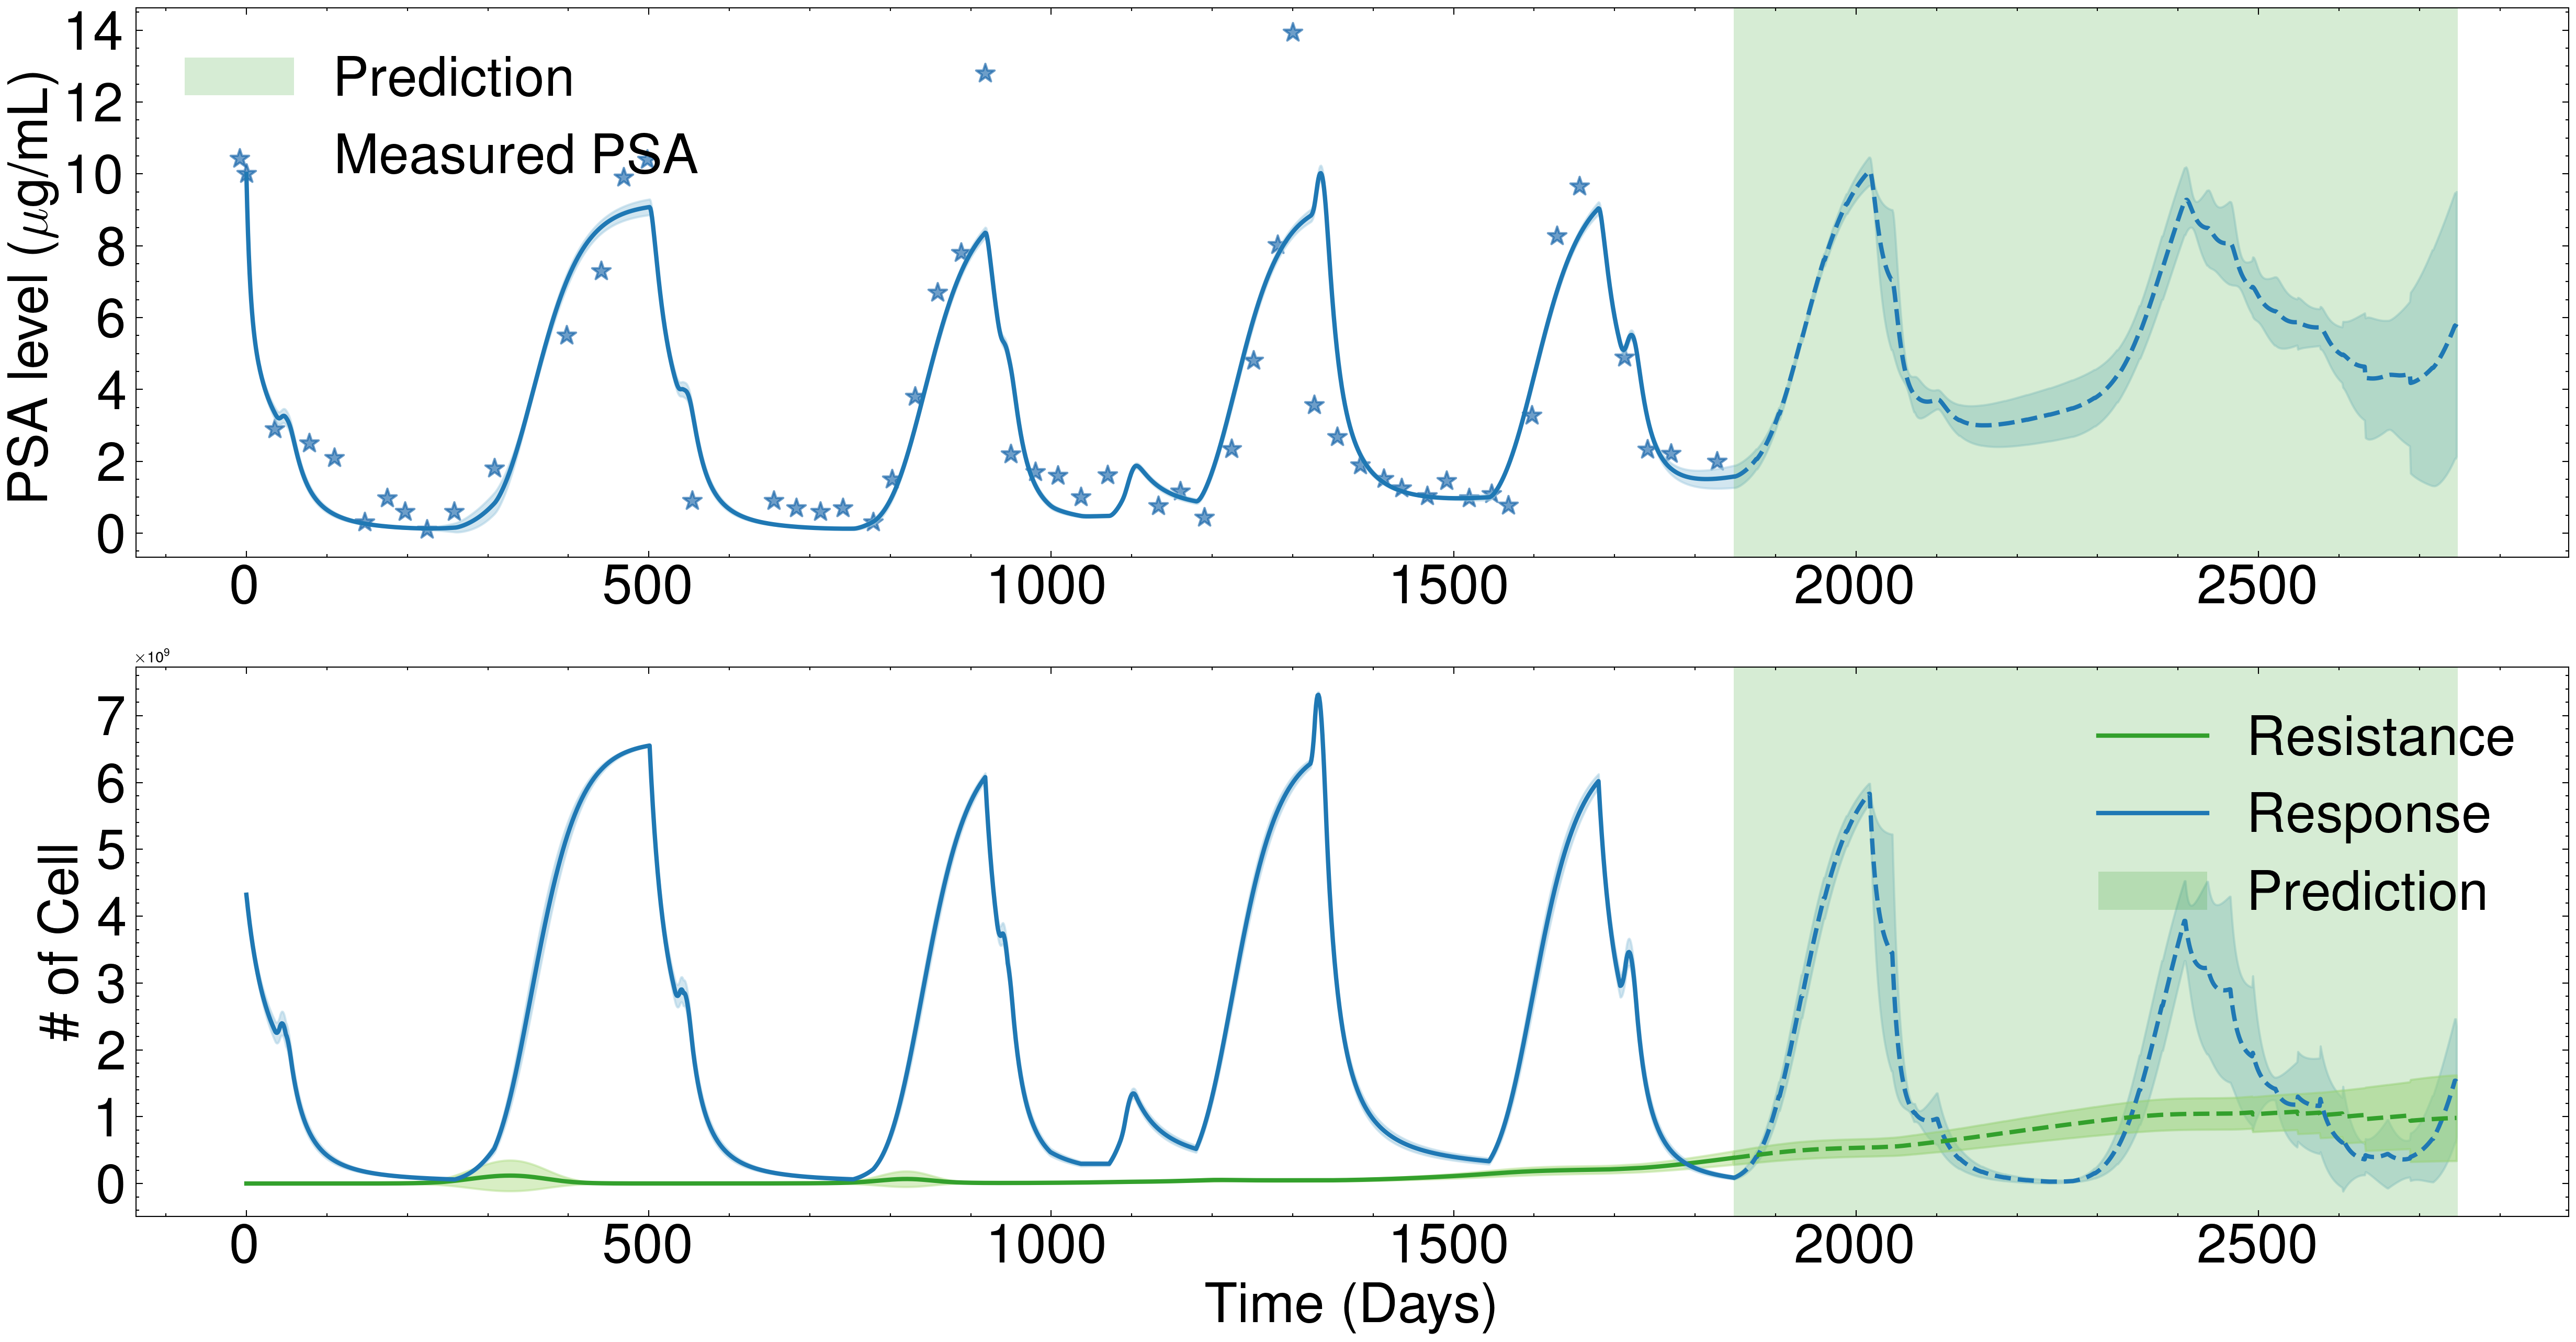 PSA level (μg/mL)
14
12
10
8
6
4
2
0
Prediction
Measured PSA
0 500 1000 1500 2000 2500
×10⁹
# of Cell
7
6
5
4
3
2
1
0
Resistance
Response
Prediction
0 500 1000 1500 2000 2500
Time (Days)